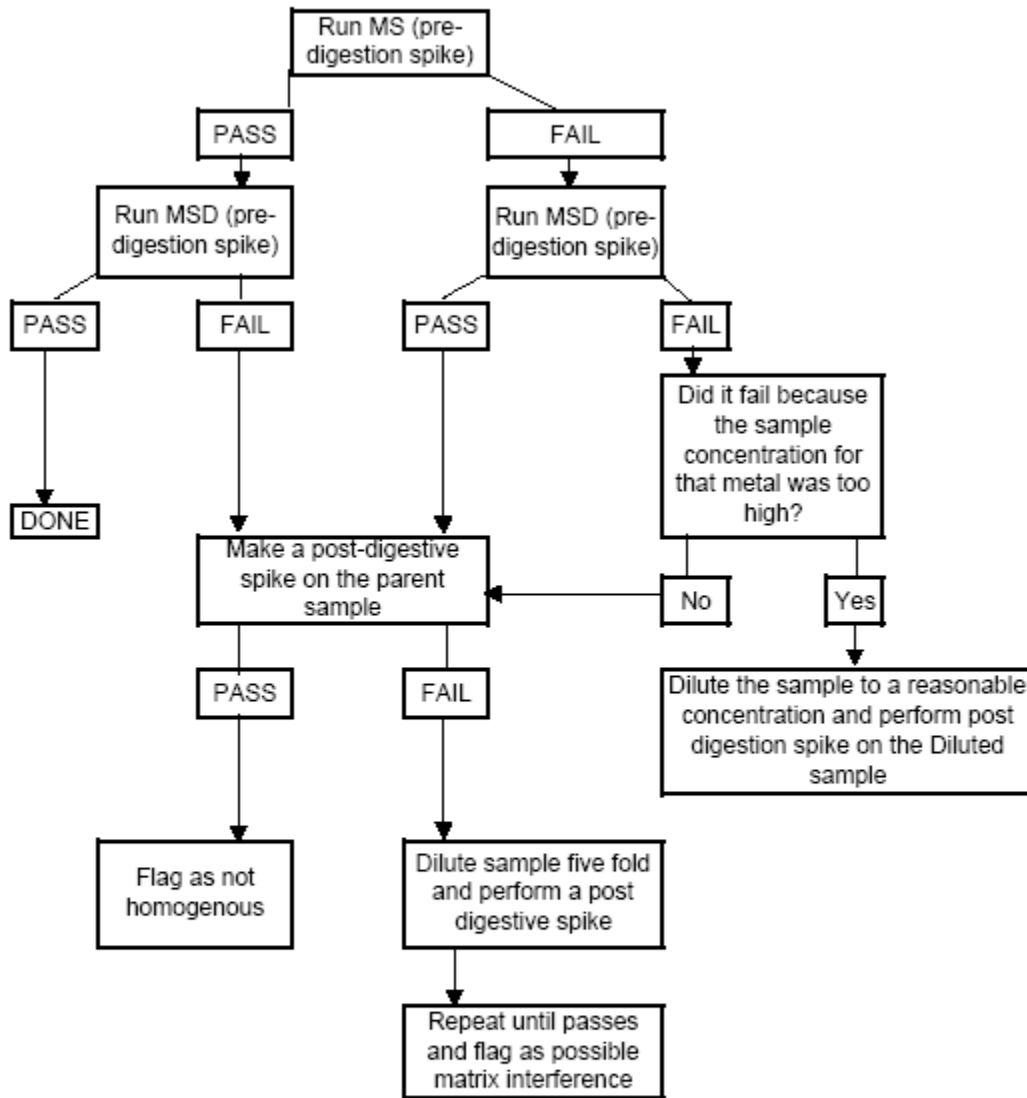 Run MS (pre-
digestion spike)
PASS
FAIL
Run MSD (pre-
digestion spike)
Run MSD (pre-
digestion spike)
PASS
FAIL
PASS
FAIL
Did it fail because
the sample
concentration for
that metal was too
high?
DONE
Make a post-digestive
spike on the parent
sample
No
Yes
PASS
FAIL
Dilute the sample to a reasonable
concentration and perform post
digestion spike on the Diluted
sample
Flag as not
homogenous
Dilute sample five fold
and perform a post
digestive spike
Repeat until passes
and flag as possible
matrix interference